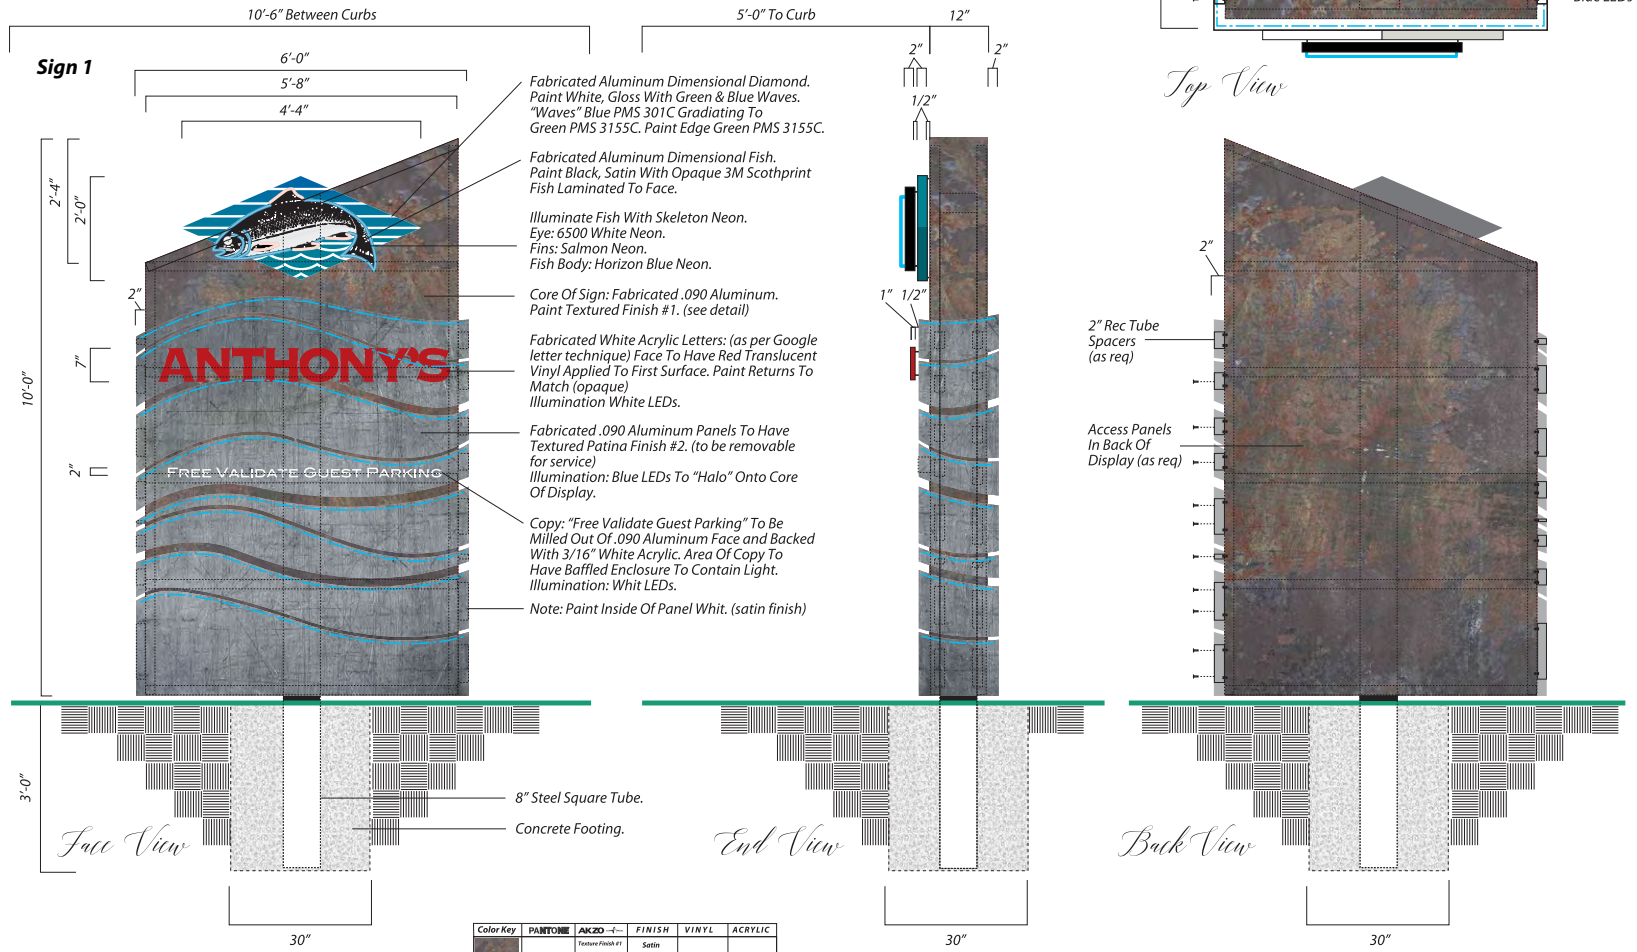 10'-6" Between Curbs
5'-0" To Curb
12"
Blue LEDs
Sign 1
6'-0"
5'-8"
4'-4"
2"
2"
1/2"
Top View
Fabricated Aluminum Dimensional Diamond.
Paint White, Gloss With Green & Blue Waves.
"Waves" Blue PMS 301C Gradiating To
Green PMS 3155C. Paint Edge Green PMS 3155C.
Fabricated Aluminum Dimensional Fish.
Paint Black, Satin With Opaque 3M Scothprint
Fish Laminated To Face.
Illuminate Fish With Skeleton Neon.
Eye: 6500 White Neon.
Fins: Salmon Neon.
Fish Body: Horizon Blue Neon.
Core Of Sign: Fabricated .090 Aluminum.
Paint Textured Finish #1. (see detail)
Fabricated White Acrylic Letters: (as per Google
letter technique) Face To Have Red Translucent
Vinyl Applied To First Surface. Paint Returns To
Match (opaque)
Illumination White LEDs.
Fabricated .090 Aluminum Panels To Have
Textured Patina Finish #2. (to be removable
for service)
Illumination: Blue LEDs To "Halo" Onto Core
Of Display.
Copy: "Free Validate Guest Parking" To Be
Milled Out Of .090 Aluminum Face and Backed
With 3/16" White Acrylic. Area Of Copy To
Have Baffled Enclosure To Contain Light.
Illumination: Whit LEDs.
Note: Paint Inside Of Panel Whit. (satin finish)
2'-4"
2'-0"
2"
7"
10'-0"
2"
ANTHONY'S
Free Validate Guest Parking
1"
1/2"
2"
2" Rec Tube
Spacers
(as req)
Access Panels
In Back Of
Display (as req)
3'-0"
8" Steel Square Tube.
Concrete Footing.
Face View
End View
Back View
30"
30"
30"
Color Key PANTONE AKZO FINISH VINYL ACRYLIC
Texture Finish #1 Satin